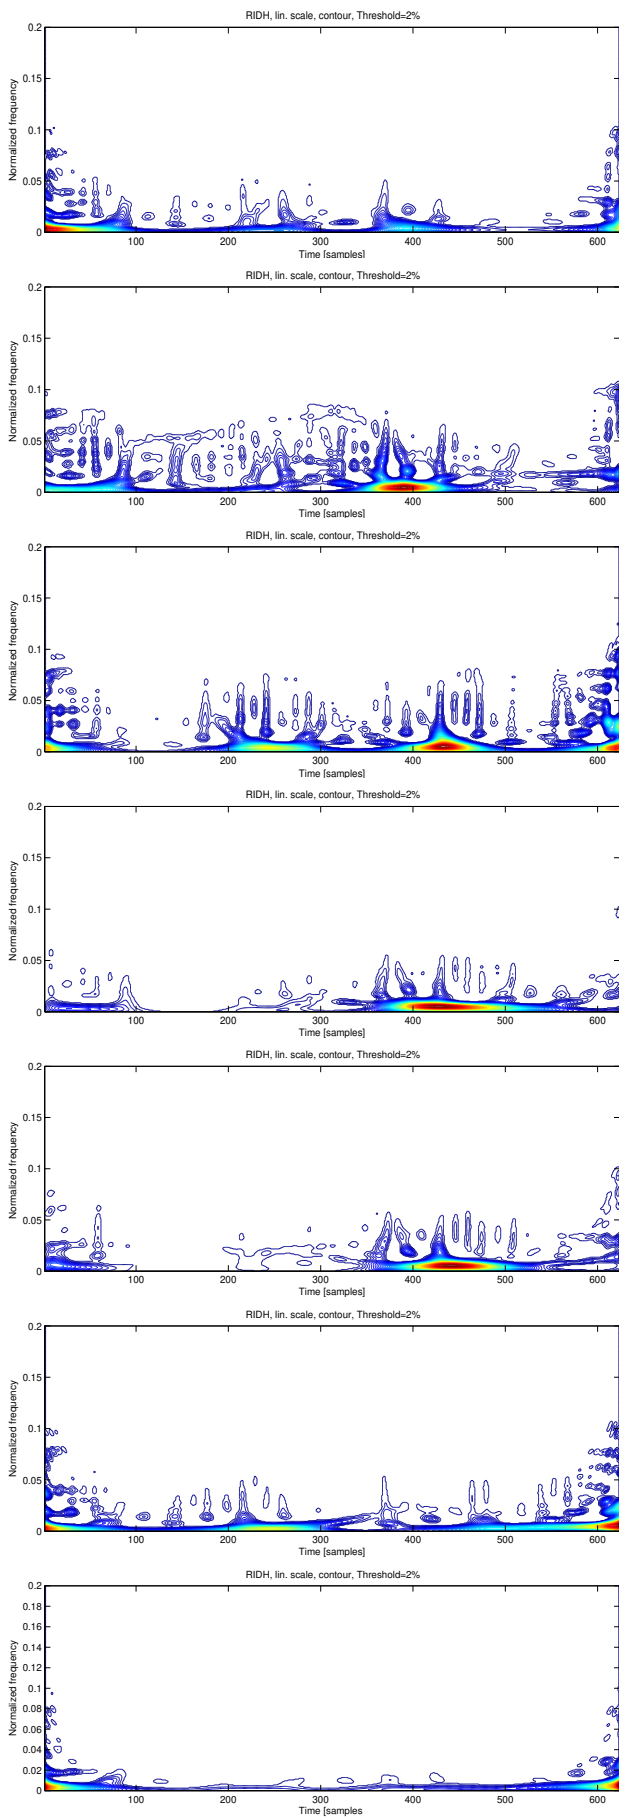 RIDH, lin. scale, contour, Threshold=2%
0.2
0.15
0.1
0.05
0
Normalized frequency
100 200 300 400 500 600
Time [samples]
RIDH, lin. scale, contour, Threshold=2%
0.2
0.15
0.1
0.05
0
Normalized frequency
100 200 300 400 500 600
Time [samples]
RIDH, lin. scale, contour, Threshold=2%
0.2
0.15
0.1
0.05
0
Normalized frequency
100 200 300 400 500 600
Time [samples]
RIDH, lin. scale, contour, Threshold=2%
0.2
0.15
0.1
0.05
0
Normalized frequency
100 200 300 400 500 600
Time [samples]
RIDH, lin. scale, contour, Threshold=2%
0.2
0.15
0.1
0.05
0
Normalized frequency
100 200 300 400 500 600
Time [samples]
RIDH, lin. scale, contour, Threshold=2%
0.2
0.15
0.1
0.05
0
Normalized frequency
100 200 300 400 500 600
Time [samples]
RIDH, lin. scale, contour, Threshold=2%
0.2
0.18
0.16
0.14
0.12
0.1
0.08
0.06
0.04
0.02
0
Normalized frequency
100 200 300 400 500 600
Time [samples